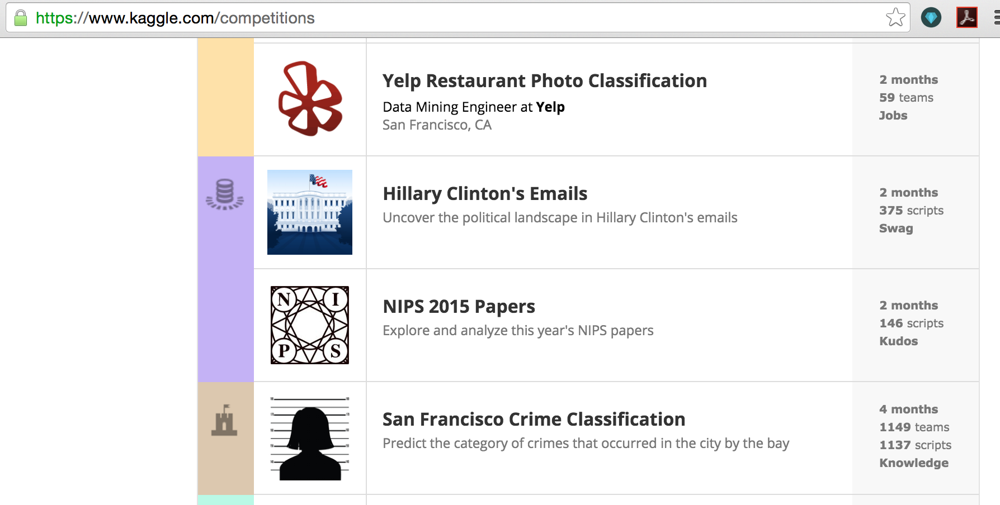 https://www.kaggle.com/competitions
Yelp Restaurant Photo Classification
Data Mining Engineer at Yelp
San Francisco, CA
2 months
59 teams
Jobs
Hillary Clinton's Emails
Uncover the political landscape in Hillary Clinton's emails
2 months
375 scripts
Swag
N I
P S
NIPS 2015 Papers
Explore and analyze this year's NIPS papers
2 months
146 scripts
Kudos
San Francisco Crime Classification
Predict the category of crimes that occurred in the city by the bay
4 months
1149 teams
1137 scripts
Knowledge